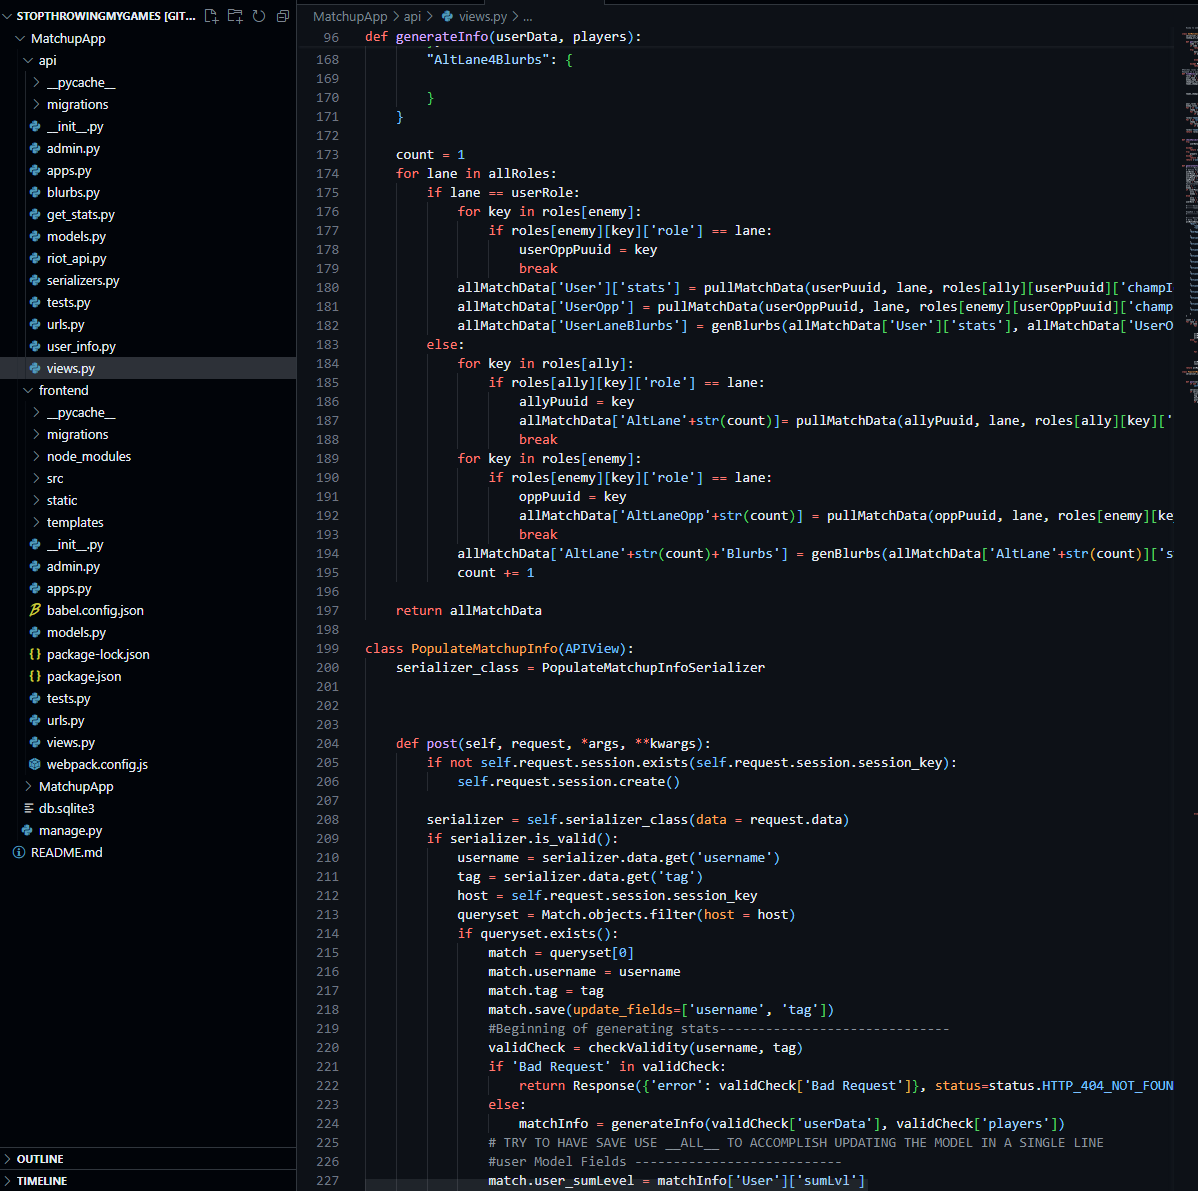 STOPTHROWINGMYGAMES [GIT...
MatchupApp
api
__pycache__
migrations
__init__.py
admin.py
apps.py
blurbs.py
get_stats.py
models.py
riot_api.py
serializers.py
tests.py
urls.py
user_info.py
views.py
frontend
__pycache__
migrations
node_modules
src
static
templates
__init__.py
admin.py
apps.py
babel.config.json
models.py
package-lock.json
package.json
tests.py
urls.py
views.py
webpack.config.js
MatchupApp
db.sqlite3
manage.py
README.md
OUTLINE
TIMELINE
MatchupApp > api > views.py > ...
96 def generateInfo(userData, players):
168         "AltLane4Blurbs": {
169
170         }
171     }
172
173     count = 1
174     for lane in allRoles:
175         if lane == userRole:
176             for key in roles[enemy]:
177                 if roles[enemy][key]['role'] == lane:
178                     userOppPuuid = key
179                     break
180             allMatchData['User']['stats'] = pullMatchData(userPuuid, lane, roles[ally][userPuuid]['champI
181             allMatchData['UserOpp'] = pullMatchData(userOppPuuid, lane, roles[enemy][userOppPuuid]['champ
182             allMatchData['UserLaneBlurbs'] = genBlurbs(allMatchData['User']['stats'], allMatchData['UserO
183         else:
184             for key in roles[ally]:
185                 if roles[ally][key]['role'] == lane:
186                     allyPuuid = key
187                     allMatchData['AltLane'+str(count)]= pullMatchData(allyPuuid, lane, roles[ally][key]['
188                     break
189             for key in roles[enemy]:
190                 if roles[enemy][key]['role'] == lane:
191                     oppPuuid = key
192                     allMatchData['AltLaneOpp'+str(count)] = pullMatchData(oppPuuid, lane, roles[enemy][ke
193                     break
194             allMatchData['AltLane'+str(count)+'Blurbs'] = genBlurbs(allMatchData['AltLane'+str(count)]['s
195             count += 1
196
197     return allMatchData
198
199 class PopulateMatchupInfo(APIView):
200     serializer_class = PopulateMatchupInfoSerializer
201
202
203
204     def post(self, request, *args, **kwargs):
205         if not self.request.session.exists(self.request.session.session_key):
206             self.request.session.create()
207
208         serializer = self.serializer_class(data = request.data)
209         if serializer.is_valid():
210             username = serializer.data.get('username')
211             tag = serializer.data.get('tag')
212             host = self.request.session.session_key
213             queryset = Match.objects.filter(host = host)
214             if queryset.exists():
215                 match = queryset[0]
216                 match.username = username
217                 match.tag = tag
218                 match.save(update_fields=['username', 'tag'])
219                 #Beginning of generating stats------------------------------
220                 validCheck = checkValidity(username, tag)
221                 if 'Bad Request' in validCheck:
222                     return Response({'error': validCheck['Bad Request']}, status=status.HTTP_404_NOT_FOUN
223                 else:
224                     matchInfo = generateInfo(validCheck['userData'], validCheck['players'])
225                 # TRY TO HAVE SAVE USE __ALL__ TO ACCOMPLISH UPDATING THE MODEL IN A SINGLE LINE
226                 #user Model Fields ---------------------------
227                 match.user_sumLevel = matchInfo['User']['sumLvl']